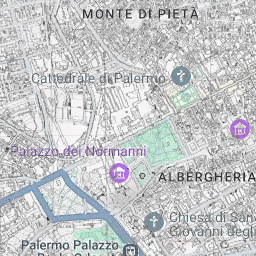 MONTE DI PIETÀ
Cattedrale di Palermo
Palazzo dei Normanni
ALBERGHERIA
Chiesa di San
Giovanni degli
Palermo Palazzo